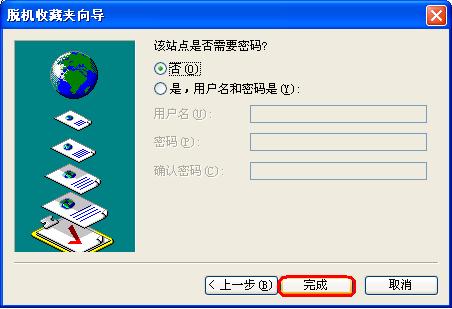 脱机收藏夹向导
该站点是否需要密码?
否(O)
是，用户名和密码是(Y):
用户名(U):
密码(P):
确认密码(C):
< 上一步(B)
完成
取消